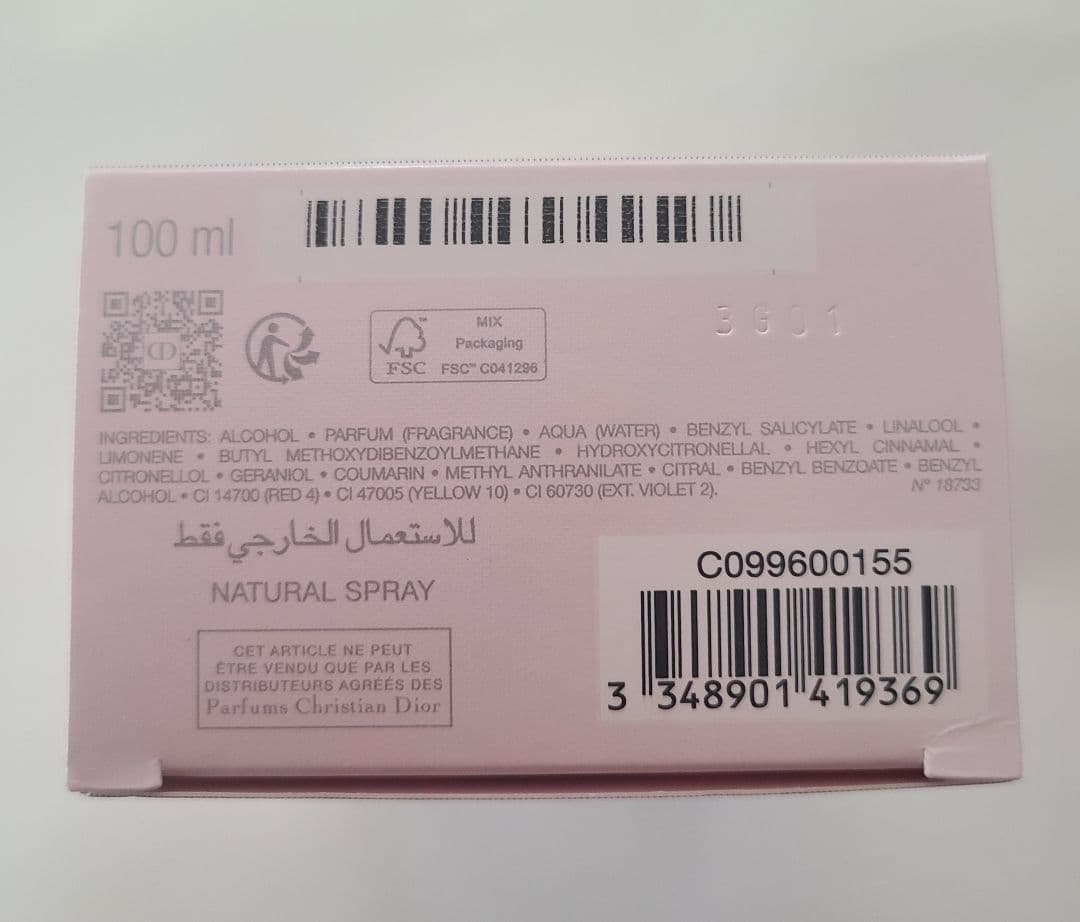 100 ml
MIX
Packaging
FSC™ C041296
FSC
3G01
INGREDIENTS: ALCOHOL • PARFUM (FRAGRANCE) • AQUA (WATER) • BENZYL SALICYLATE • LINALOOL •
LIMONENE • BUTYL METHOXYDIBENZOYLMETHANE • HYDROXYCITRONELLAL • HEXYL CINNAMAL •
CITRONELLOL • GERANIOL • COUMARIN • METHYL ANTHRANILATE • CITRAL • BENZYL BENZOATE • BENZYL
ALCOHOL • CI 14700 (RED 4) • CI 47005 (YELLOW 10) • CI 60730 (EXT. VIOLET 2).
N° 18733
للاستعمال الخارجي فقط
NATURAL SPRAY
CET ARTICLE NE PEUT
ÊTRE VENDU QUE PAR LES
DISTRIBUTEURS AGRÉÉS DES
Parfums Christian Dior
C099600155
3 348901 419369